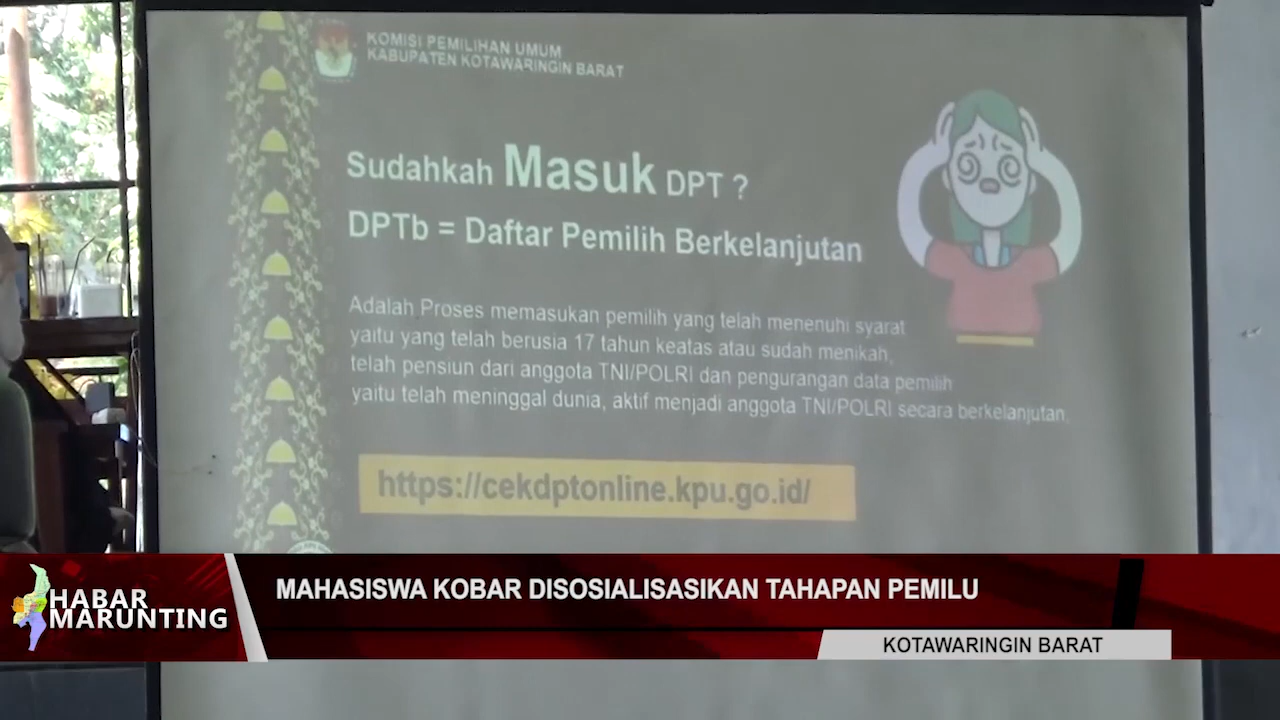 KOMISI PEMILIHAN UMUM
KABUPATEN KOTAWARINGIN BARAT
Sudahkah Masuk DPT ?
DPTb = Daftar Pemilih Berkelanjutan
Adalah Proses memasukan pemilih yang telah menenuhi syarat
yaitu yang telah berusia 17 tahun keatas atau sudah menikah,
telah pensiun dari anggota TNI/POLRI dan pengurangan data pemilih
yaitu telah meninggal dunia, aktif menjadi anggota TNI/POLRI secara berkelanjutan.
https://cekdptonline.kpu.go.id/
HABAR
MARUNTING
MAHASISWA KOBAR DISOSIALISASIKAN TAHAPAN PEMILU
KOTAWARINGIN BARAT